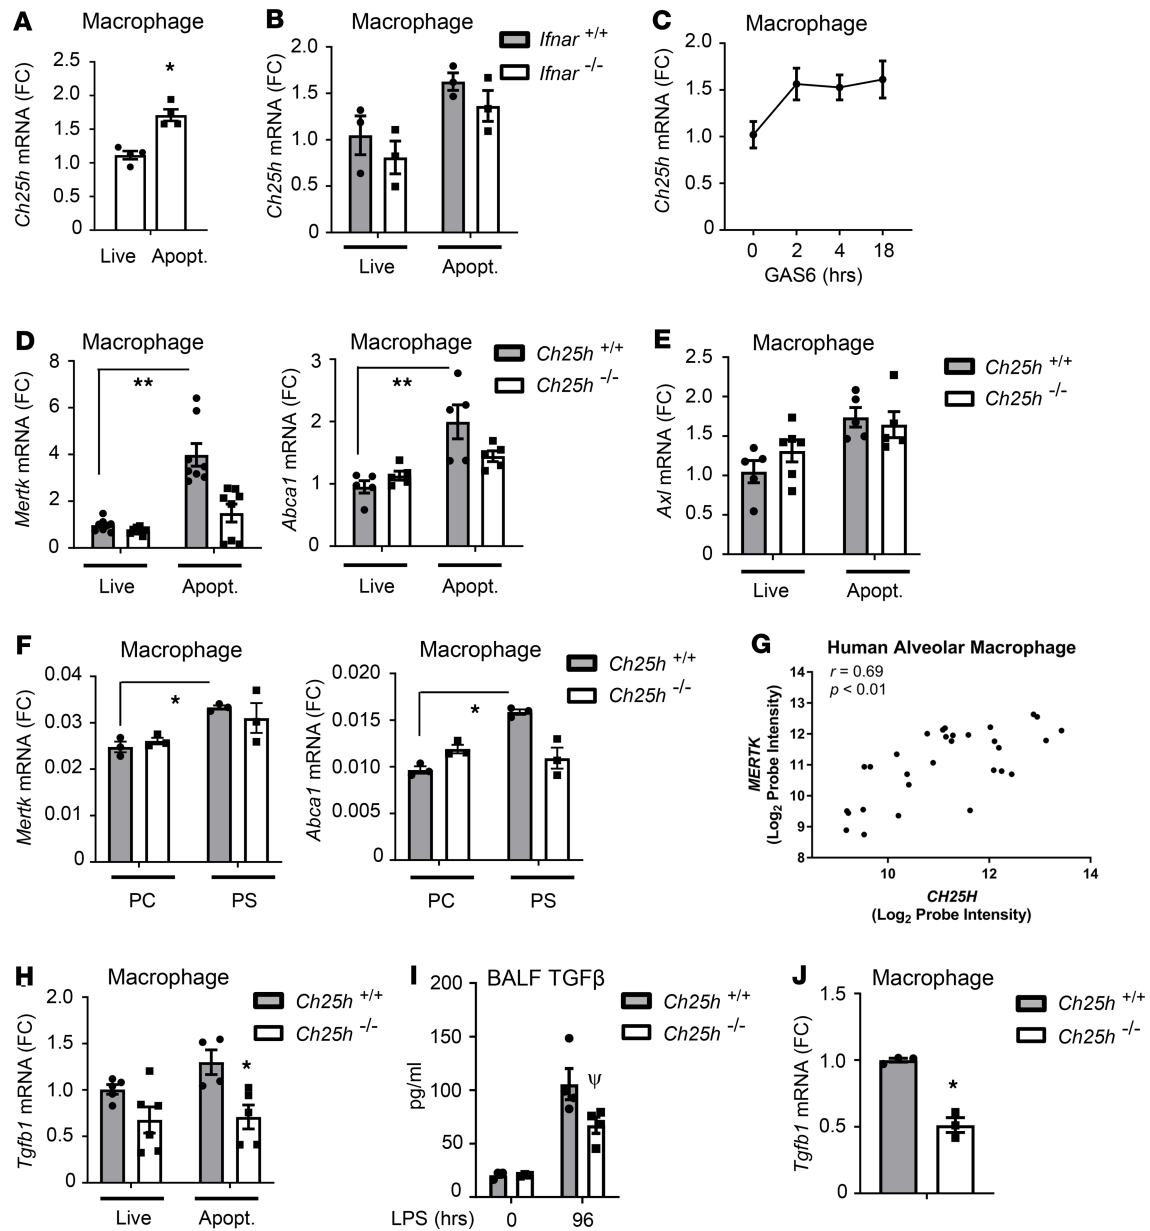 A
Macrophage
Ch25h mRNA (FC)
2.5
2.0
1.5
1.0
0.5
0
*
Live Apopt.
B
Macrophage
Ch25h mRNA (FC)
2.0
1.5
1.0
0.5
0
Ifnar +/+
Ifnar -/-
Live Apopt.
C
Macrophage
Ch25h mRNA (FC)
2.0
1.5
1.0
0.5
0
0 2 4 18
GAS6 (hrs)
D
Macrophage
Mertk mRNA (FC)
8
6
4
2
0
**
Live Apopt.
Macrophage
Abca1 mRNA (FC)
3
2
1
0
**
Ch25h +/+
Ch25h -/-
Live Apopt.
E
Macrophage
Axl mRNA (FC)
2.5
2.0
1.5
1.0
0.5
0
Ch25h +/+
Ch25h -/-
Live Apopt.
F
Macrophage
Mertk mRNA (FC)
0.04
0.03
0.02
0.01
0
*
PC PS
Macrophage
Abca1 mRNA (FC)
0.020
0.015
0.010
0.005
0
*
Ch25h +/+
Ch25h -/-
PC PS
G
Human Alveolar Macrophage
r = 0.69
p < 0.01
MERTK
(Log2 Probe Intensity)
14
13
12
11
10
9
8
10 12 14
CH25H
(Log2 Probe Intensity)
H
Macrophage
Tgfb1 mRNA (FC)
2.0
1.5
1.0
0.5
0
*
Ch25h +/+
Ch25h -/-
Live Apopt.
I
BALF TGFβ
pg/ml
200
150
100
50
0
ψ
Ch25h +/+
Ch25h -/-
LPS (hrs) 0 96
J
Macrophage
Tgfb1 mRNA (FC)
1.5
1.0
0.5
0
*
Ch25h +/+
Ch25h -/-